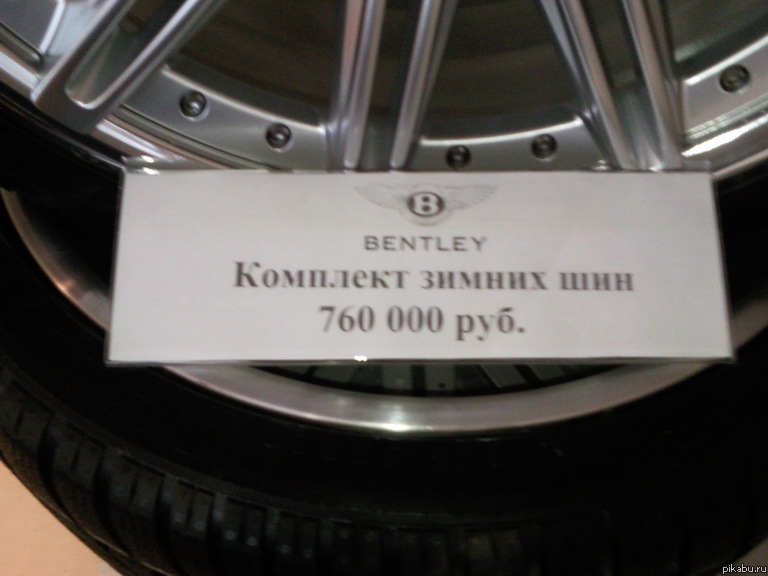 B
BENTLEY
Комплект зимних шин
760 000 руб.
pikabu.ru